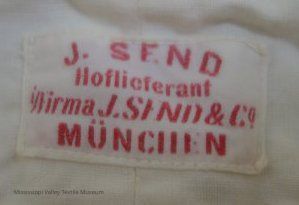 J. SEND
Hoflieferant
i/Firma J. SEND & Co
MÜNCHEN
Mississippi Valley Textile Museum